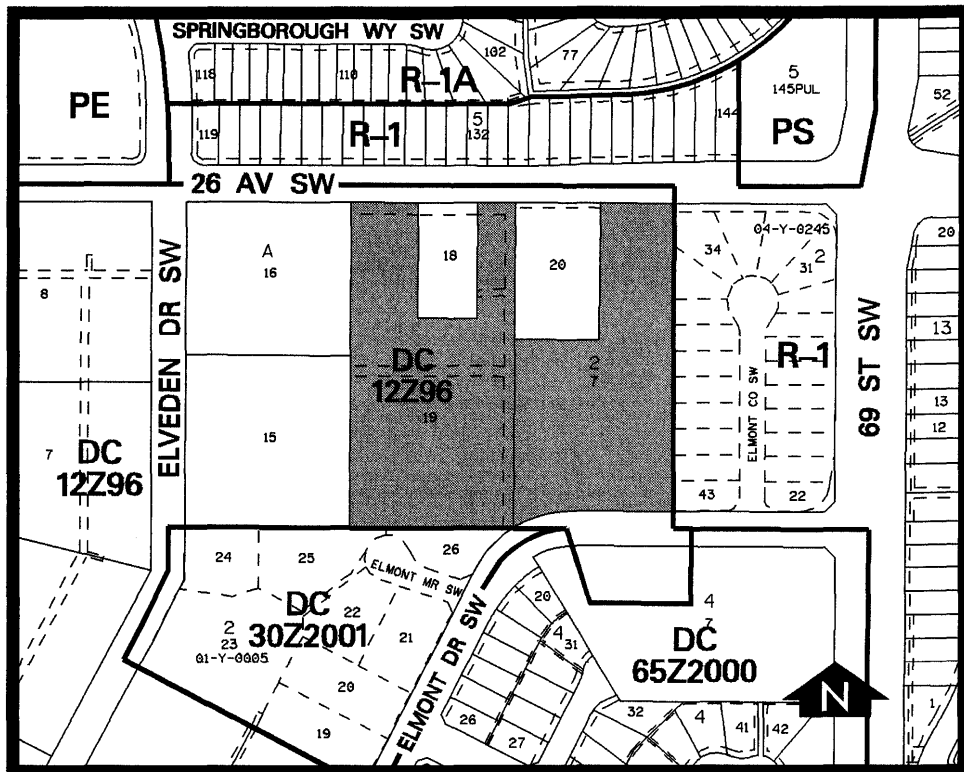 SPRINGBOROUGH WY SW
102
77
118
110
R-1A
5
145PUL
PE
52
119
R-1
5
132
144
PS
26 AV SW
A
16
18
20
34
04-Y-0245
2
31
20
8
ELVEDEN DR SW
DC
12Z96
19
2
7
R-1
ELMONT CO SW
69 ST SW
13
13
12
7
DC
12Z96
15
43
22
24
25
26
ELMONT MR SW
DC
30Z2001
2
23
01-Y-0005
22
21
20
19
ELMONT DR SW
20
4
31
26
27
4
7
DC
65Z2000
N
32
4
41
42
1